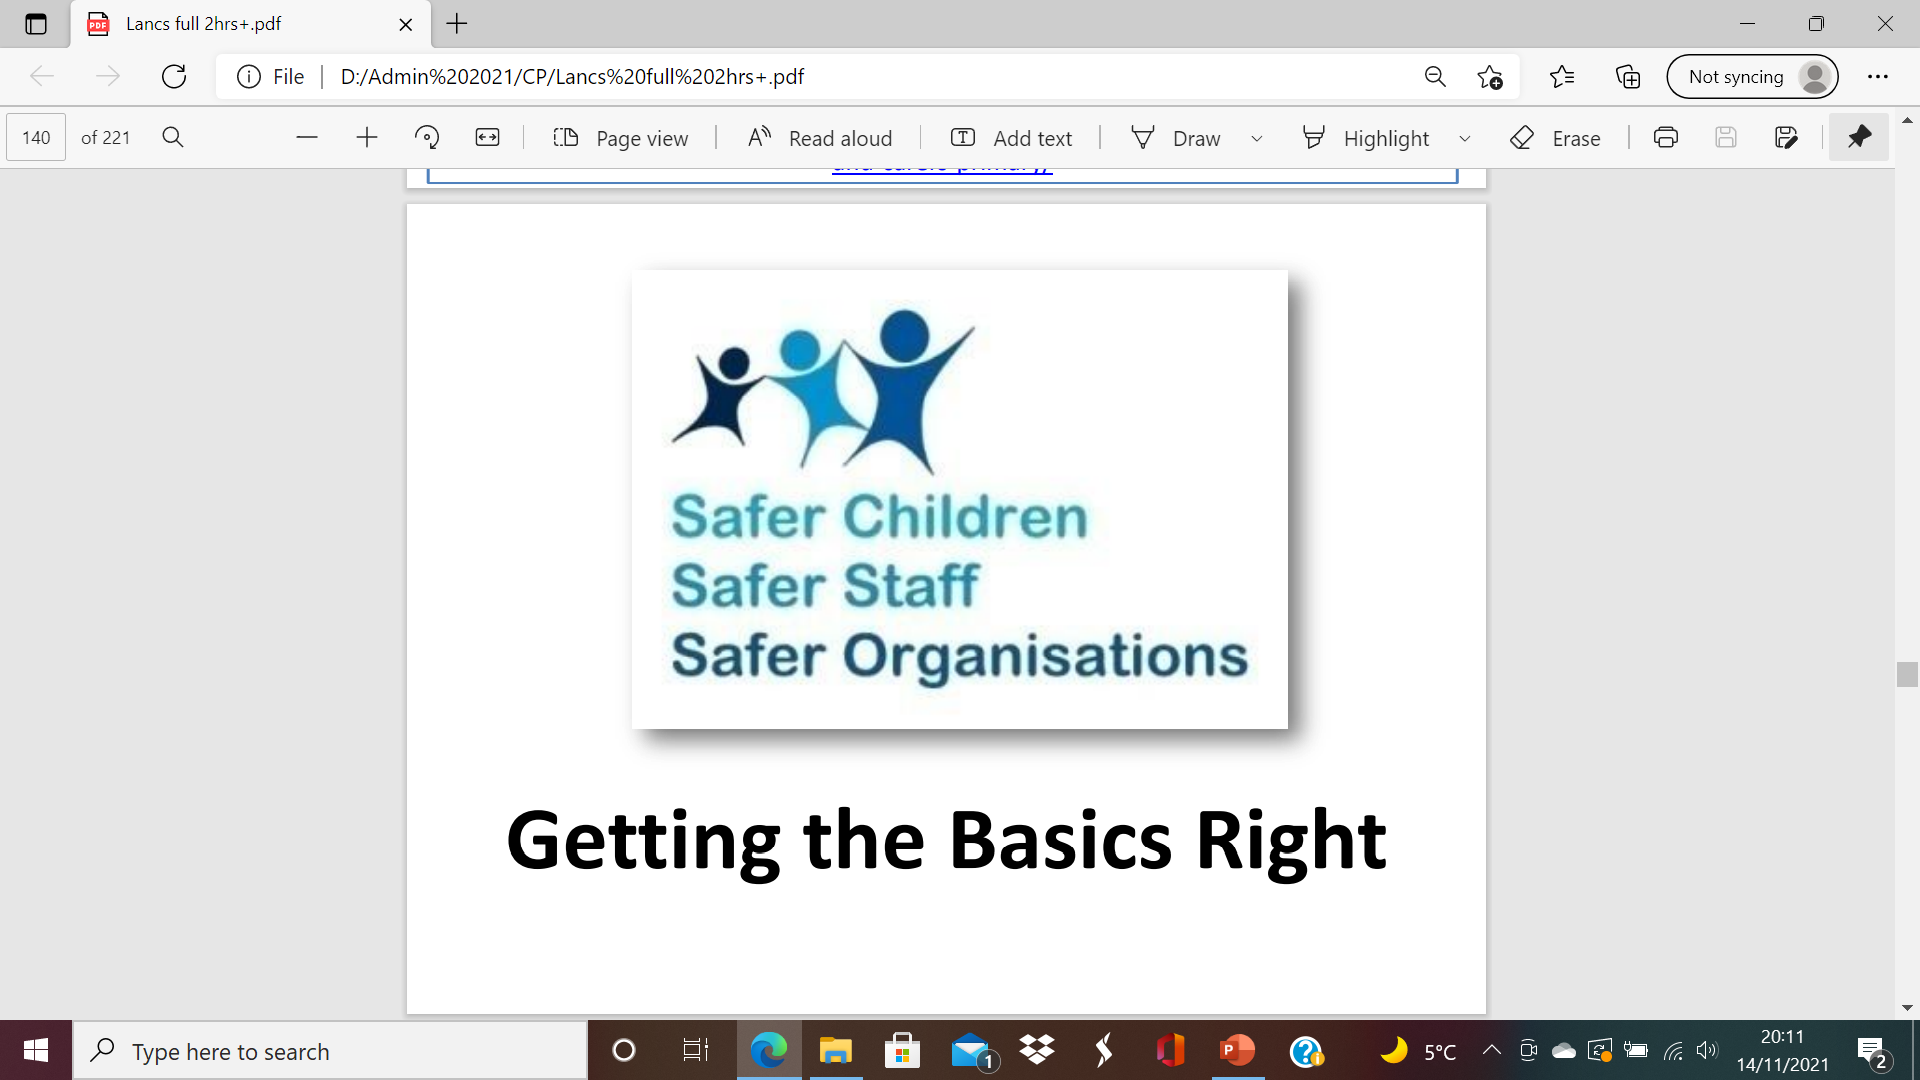 Lancs full 2hrs+.pdf
File
D:/Admin%202021/CP/Lancs%20full%202hrs+.pdf
Not syncing
140 of 221
Page view
Read aloud
Add text
Draw
Highlight
Erase
Safer Children
Safer Staff
Safer Organisations
Getting the Basics Right
Type here to search
1
5°C
20:11
14/11/2021
2